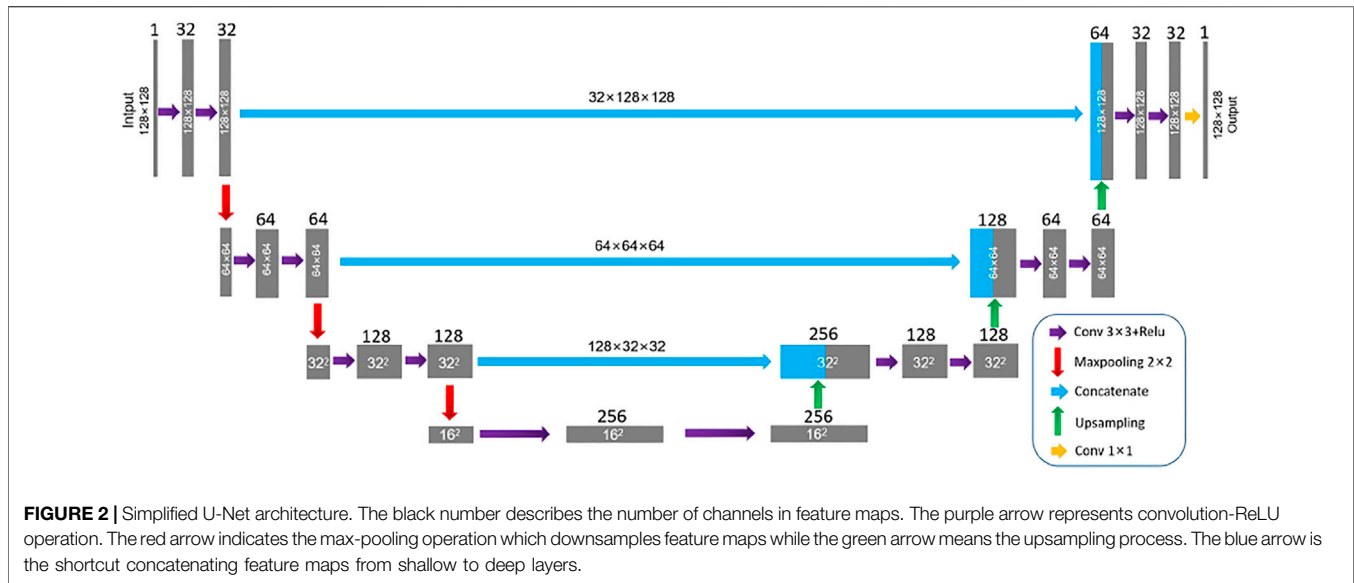 1 32 32
64 32 32 1
Input
128×128
128×128
128×128
32×128×128
128×128
128×128
128×128
128×128
Output
64 64
128 64 64
64×64
64×64
64×64
64×64×64
64×64
64×64
64×64
128 128
256 128 128
32²
32²
32²
128×32×32
32²
32²
32²
256
256
16²
16²
16²
Conv 3×3+Relu
Maxpooling 2×2
Concatenate
Upsampling
Conv 1×1
FIGURE 2 | Simplified U-Net architecture. The black number describes the number of channels in feature maps. The purple arrow represents convolution-ReLU
operation. The red arrow indicates the max-pooling operation which downsamples feature maps while the green arrow means the upsampling process. The blue arrow is
the shortcut concatenating feature maps from shallow to deep layers.